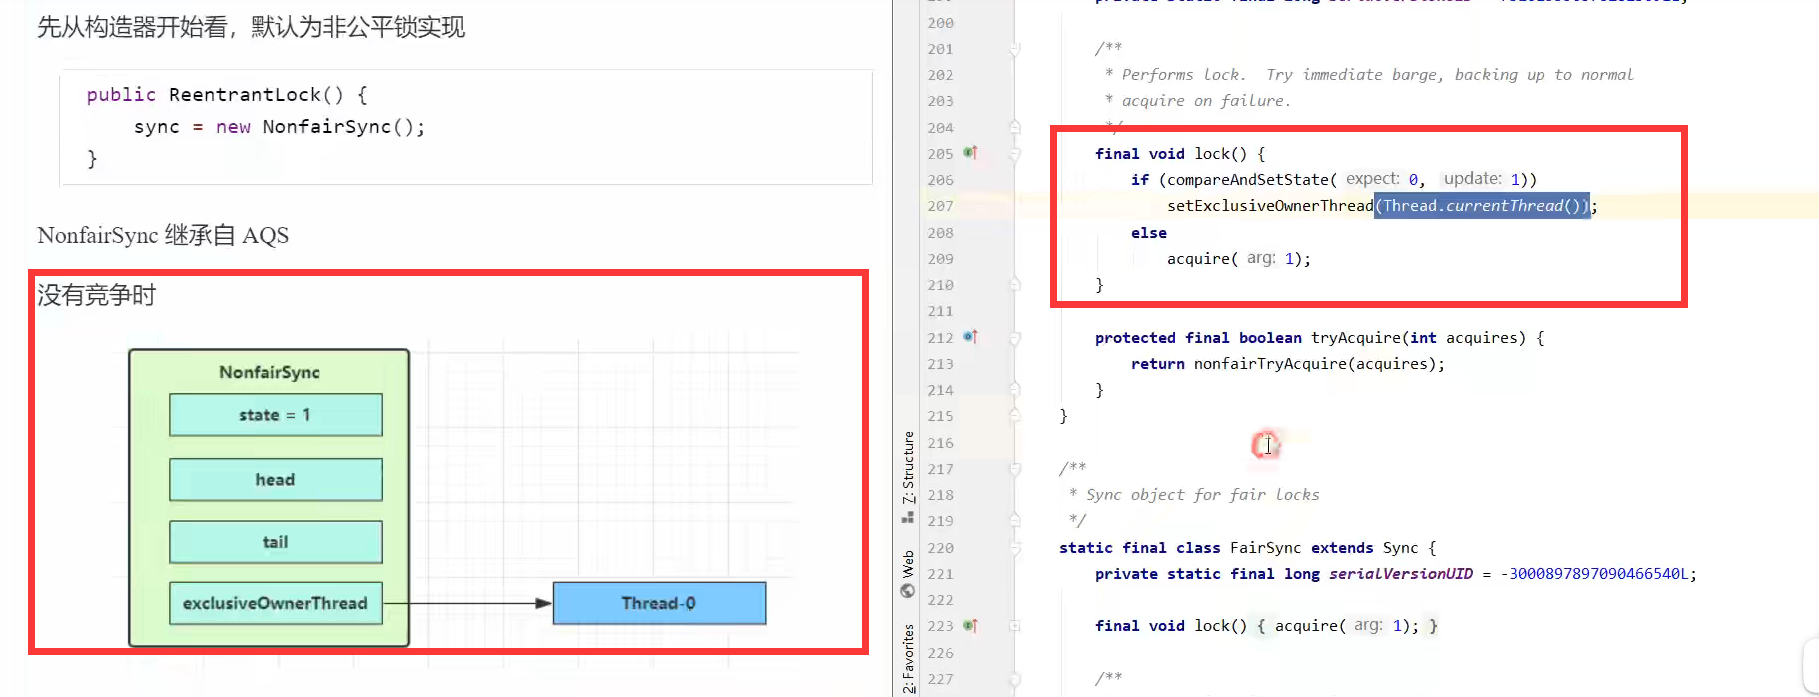 先从构造器开始看，默认为非公平锁实现
public ReentrantLock() {
sync = new NonfairSync();
}
NonfairSync 继承自 AQS
没有竞争时
NonfairSync
state = 1
head
tail
exclusiveOwnerThread
Thread-0
Z: Structure
Web
2: Favorites
200
201 /**
202 * Performs lock.  Try immediate barge, backing up to normal
203 * acquire on failure.
204 */
205 final void lock() {
206 if (compareAndSetState( expect: 0, update: 1))
207 setExclusiveOwnerThread(Thread.currentThread());
208 else
209 acquire( arg: 1);
210 }
211
212 protected final boolean tryAcquire(int acquires) {
213 return nonfairTryAcquire(acquires);
214 }
215 }
216
217 /**
218 * Sync object for fair locks
219 */
220 static final class FairSync extends Sync {
221 private static final long serialVersionUID = -3000897897090466540L;
222
223 final void lock() { acquire( arg: 1); }
226
227 /**